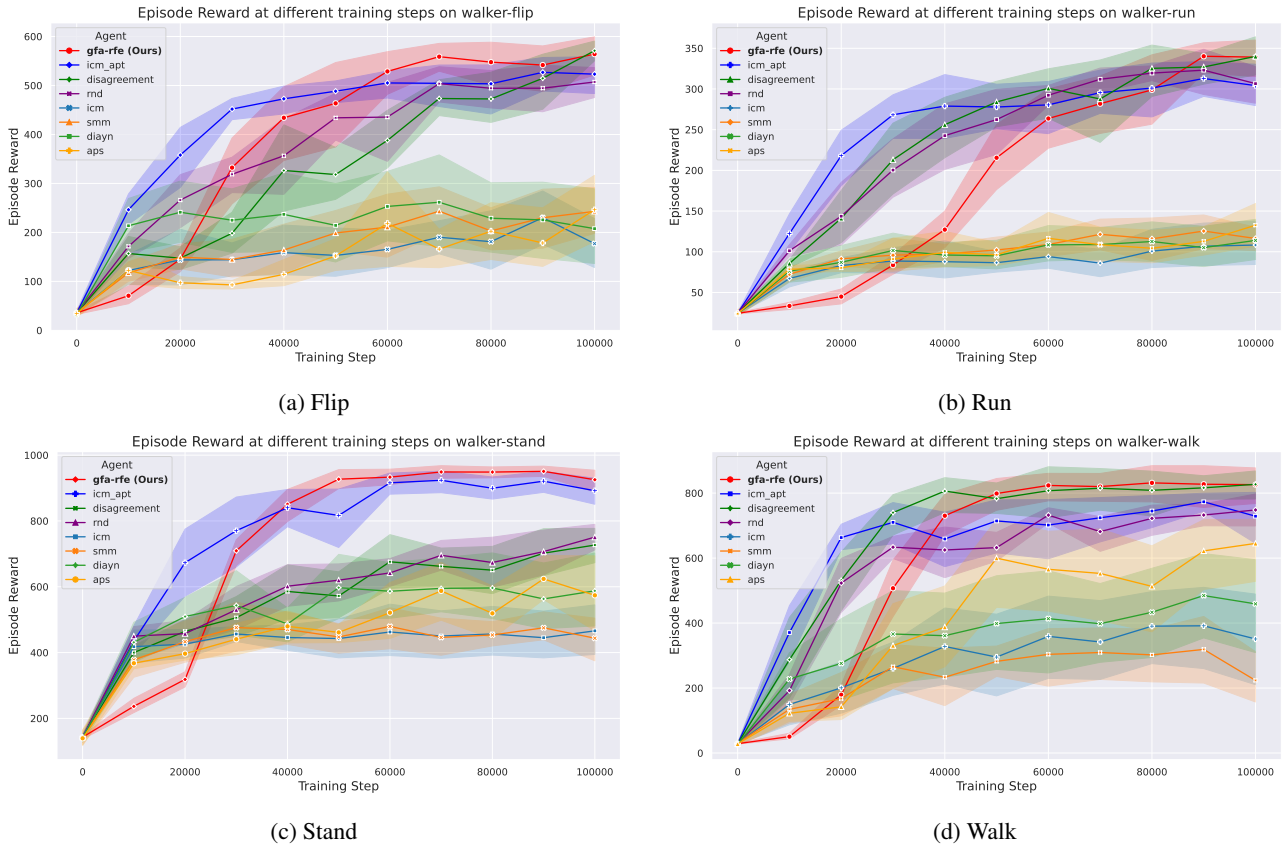 Episode Reward at different training steps on walker-flip
Episode Reward
600
500
400
300
200
100
0
Agent
gfa-rfe (Ours)
icm_apt
disagreement
rnd
icm
smm
diayn
aps
0 20000 40000 60000 80000 100000
Training Step
(a) Flip
Episode Reward at different training steps on walker-run
Episode Reward
350
300
250
200
150
100
50
Agent
gfa-rfe (Ours)
icm_apt
disagreement
rnd
icm
smm
diayn
aps
0 20000 40000 60000 80000 100000
Training Step
(b) Run
Episode Reward at different training steps on walker-stand
Episode Reward
1000
800
600
400
200
Agent
gfa-rfe (Ours)
icm_apt
disagreement
rnd
icm
smm
diayn
aps
0 20000 40000 60000 80000 100000
Training Step
(c) Stand
Episode Reward at different training steps on walker-walk
Episode Reward
800
600
400
200
0
Agent
gfa-rfe (Ours)
icm_apt
disagreement
rnd
icm
smm
diayn
aps
0 20000 40000 60000 80000 100000
Training Step
(d) Walk